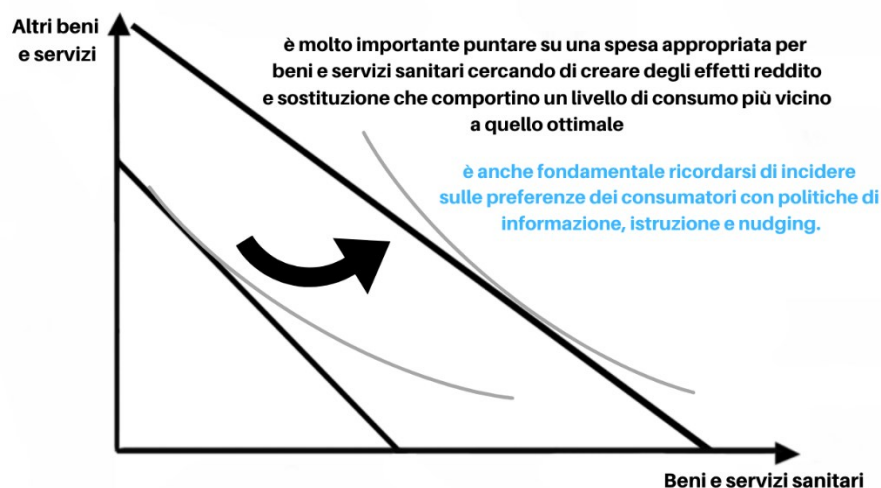 Altri beni
e servizi
è molto importante puntare su una spesa appropriata per
beni e servizi sanitari cercando di creare degli effetti reddito
e sostituzione che comportino un livello di consumo più vicino
a quello ottimale
è anche fondamentale ricordarsi di incidere
sulle preferenze dei consumatori con politiche di
informazione, istruzione e nudging.
Beni e servizi sanitari